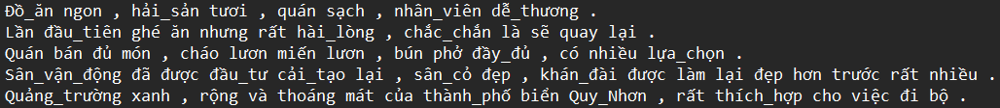 Đồ_ăn ngon , hải_sản tươi , quán sạch , nhân_viên dễ_thương .
Lần đầu_tiên ghé ăn nhưng rất hài_lòng , chắc_chắn là sẽ quay lại .
Quán bán đủ món , cháo lươn miến lươn , bún phở đầy_đủ , có nhiều lựa_chọn .
Sân_vận_động đã được đầu_tư cải_tạo lại , sân_cỏ đẹp , khán_đài được làm lại đẹp hơn trước rất nhiều .
Quảng_trường xanh , rộng và thoáng mát của thành_phố biển Quy_Nhơn , rất thích_hợp cho việc đi bộ .